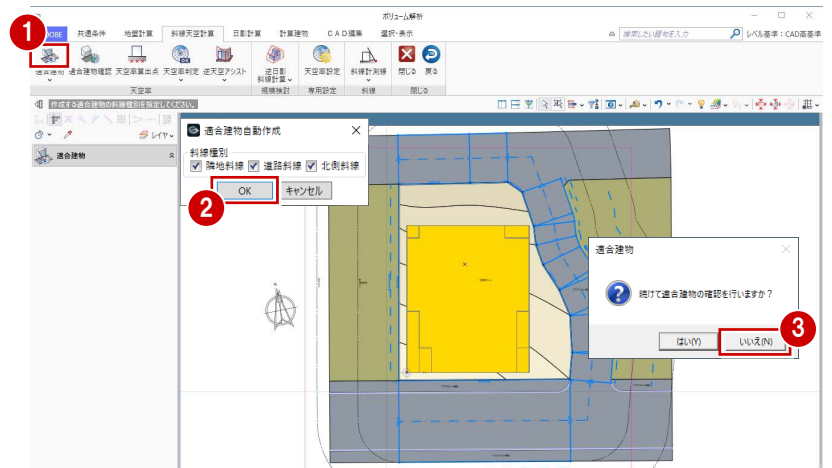 ボリューム解析
1
OOBE 共通条件 地盤計算 斜線天空計算 日影計算 計算建物 CAD編集 選択・表示
検索したい語句を入力
レベル基準:CAD高基準
適合建物 適合建物確認 天空率算出点 天空率判定 逆天空アシスト 逆日影斜線計算 天空率設定 斜線計測線 閉じる 戻る
天空率 規模検討 専用設定 斜線 閉じる
作成する適合建物の斜線種別を指定してください。
レイヤ
適合建物
適合建物自動作成
斜線種別
隣地斜線 道路斜線 北側斜線
OK キャンセル
2
適合建物
続けて適合建物の確認を行いますか?
3
はい(Y) いいえ(N)